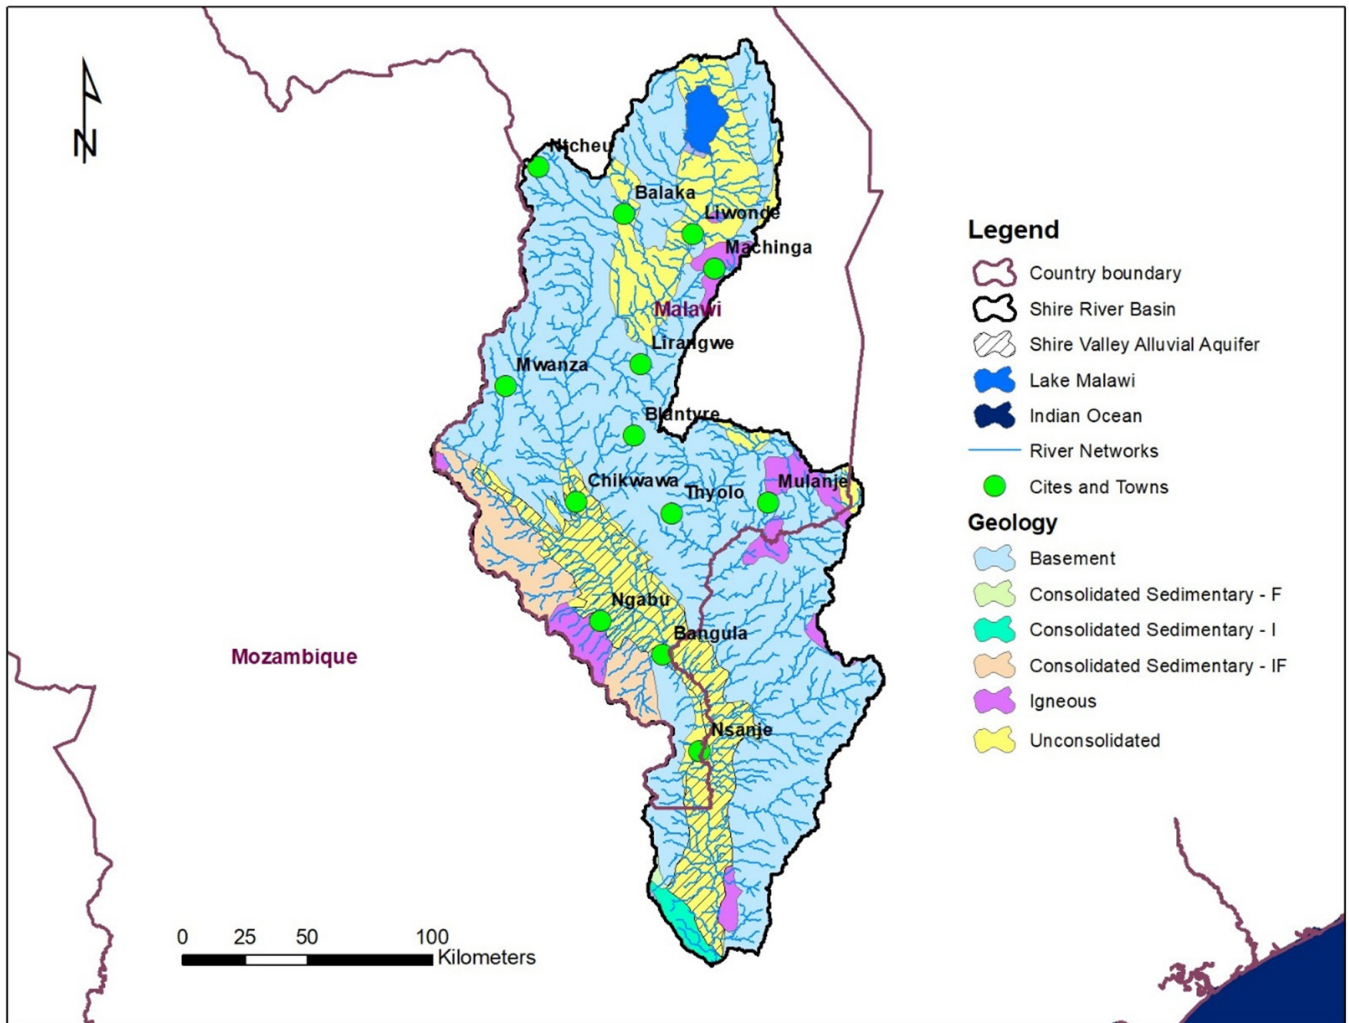 N
Ntcheu
Balaka
Liwonde
Machinga
Malawi
Lirangwe
Mwanza
Blantyre
Chikwawa
Thyolo
Mulanje
Ngabu
Bangula
Mozambique
Nsanje
0 25 50 100
Kilometers
Legend
Country boundary
Shire River Basin
Shire Valley Alluvial Aquifer
Lake Malawi
Indian Ocean
River Networks
Cites and Towns
Geology
Basement
Consolidated Sedimentary - F
Consolidated Sedimentary - I
Consolidated Sedimentary - IF
Igneous
Unconsolidated